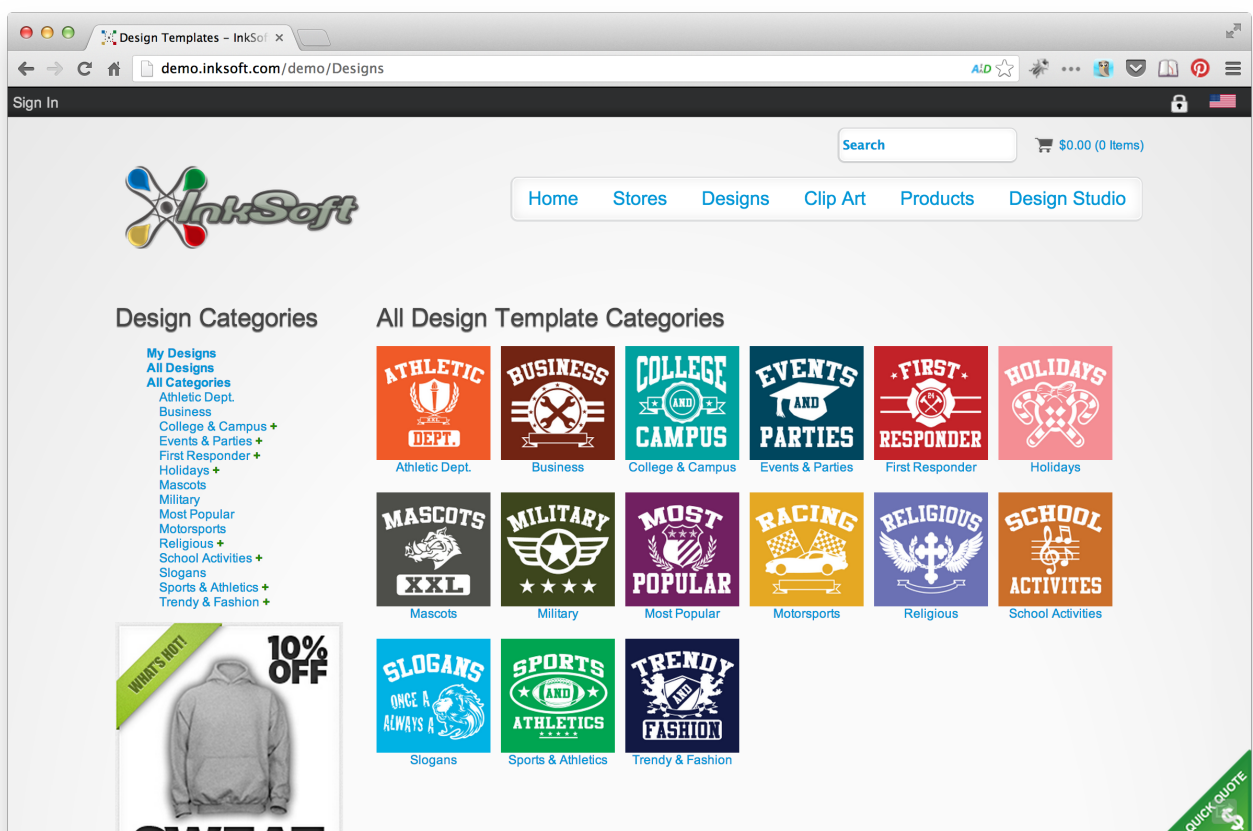 Design Templates – InkSof
demo.inksoft.com/demo/Designs
Sign In
Search
$0.00 (0 Items)
InkSoft
Home Stores Designs Clip Art Products Design Studio
Design Categories
My Designs
All Designs
All Categories
Athletic Dept.
Business
College & Campus +
Events & Parties +
First Responder +
Holidays +
Mascots
Military
Most Popular
Motorsports
Religious +
School Activities +
Slogans
Sports & Athletics +
Trendy & Fashion +
WHAT'S HOT!
10%
OFF
SWEAT
All Design Template Categories
ATHLETIC
XXL
DEPT.
Athletic Dept.
BUSINESS
Business
COLLEGE
AND
CAMPUS
College & Campus
EVENTS
AND
PARTIES
Events & Parties
FIRST
24
RESPONDER
First Responder
HOLIDAYS
Holidays
MASCOTS
XXL
Mascots
MILITARY
Military
MOST
POPULAR
Most Popular
RACING
Motorsports
RELIGIOUS
Religious
SCHOOL
ACTIVITES
School Activities
SLOGANS
ONCE A
ALWAYS A
Slogans
SPORTS
AND
ATHLETICS
Sports & Athletics
TRENDY
AND
FASHION
Trendy & Fashion
QUICK QUOTE
$